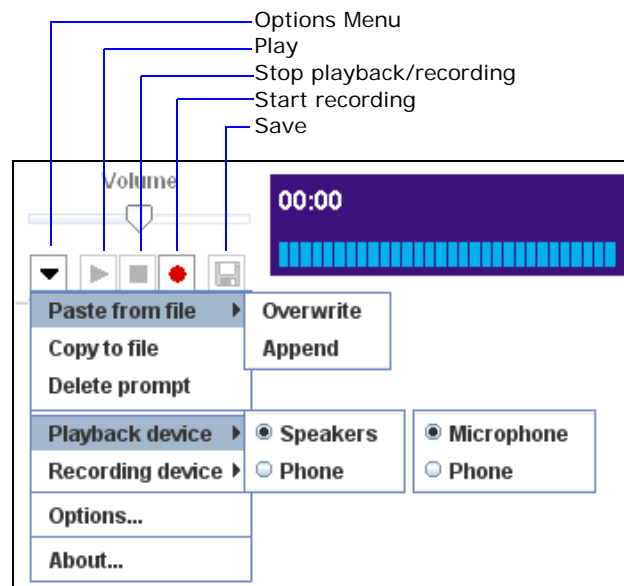 Options Menu
Play
Stop playback/recording
Start recording
Save
Volume
00:00
Paste from file
Overwrite
Copy to file
Append
Delete prompt
Playback device
Speakers
Microphone
Recording device
Phone
Phone
Options...
About...